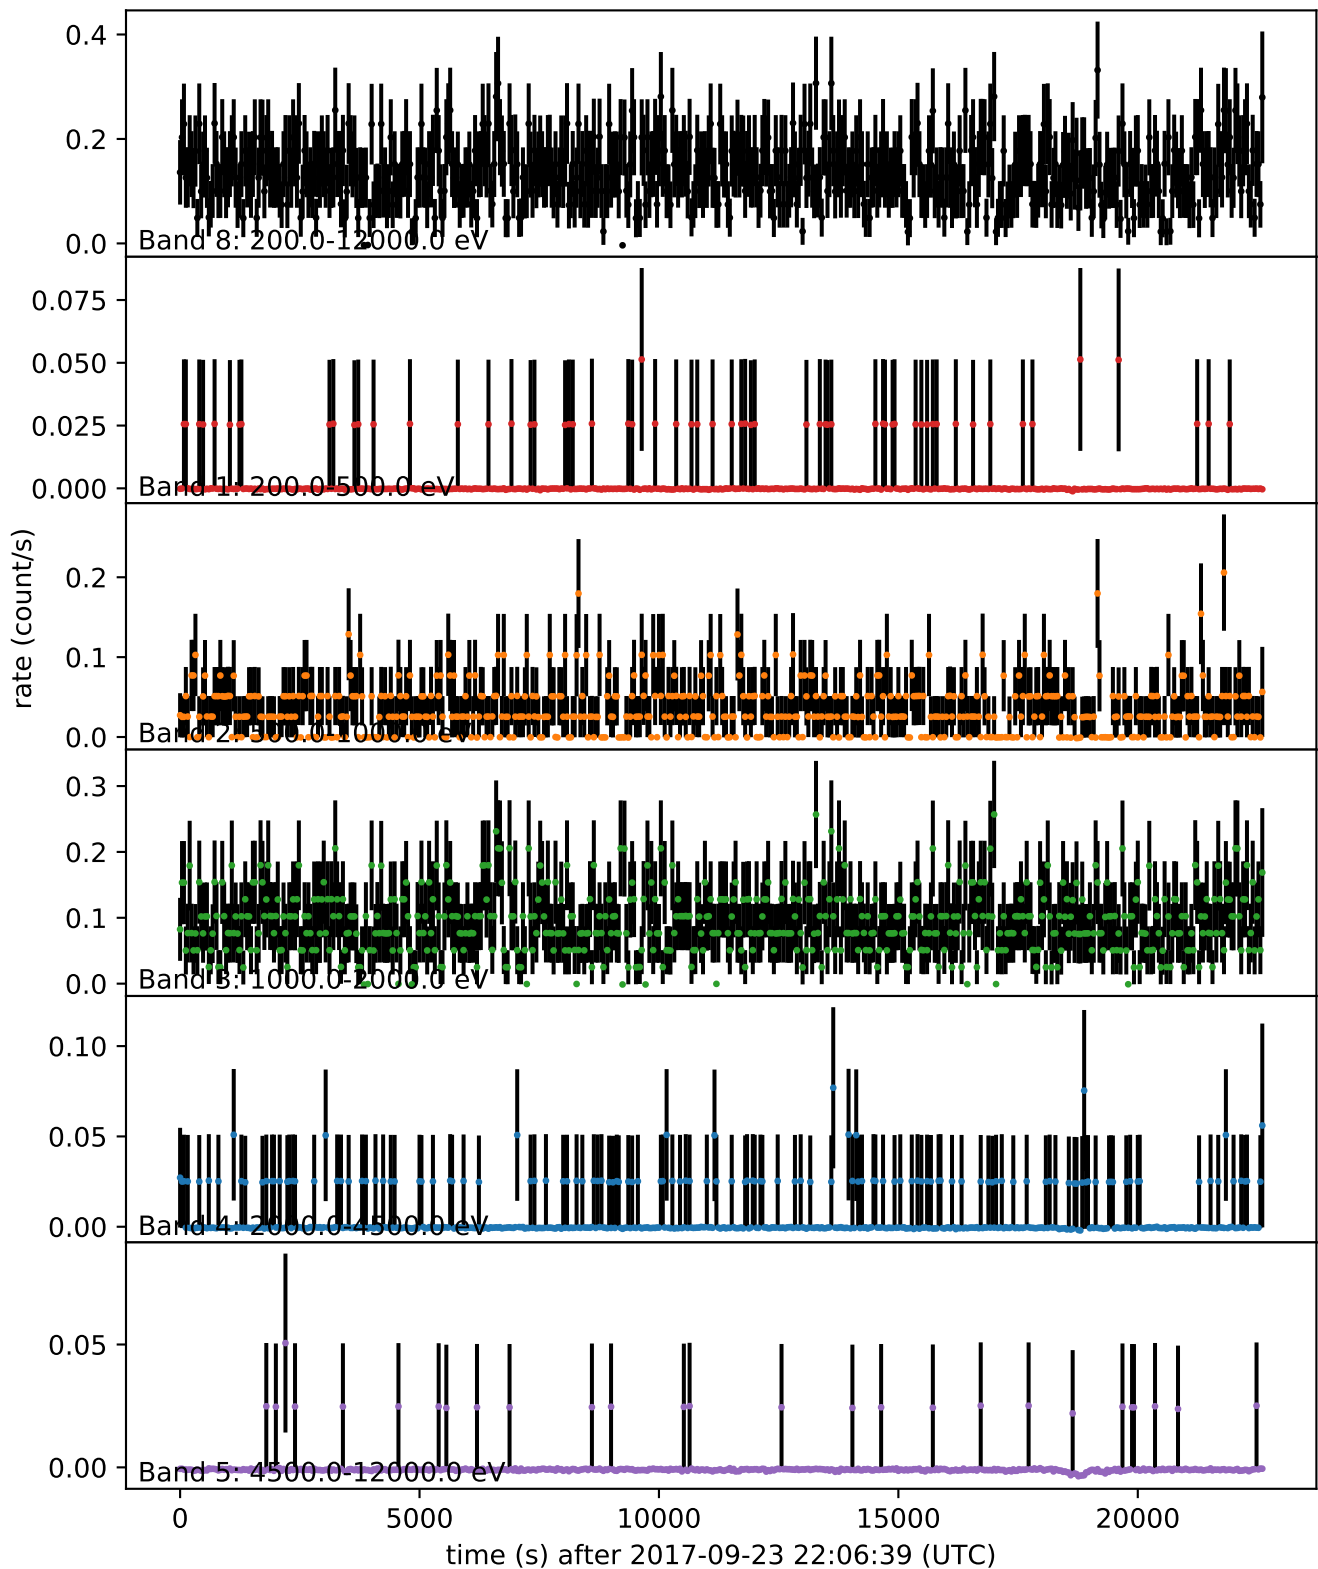 0.4
0.2
0.0
Band 8: 200.0-12000.0 eV
0.075
0.050
0.025
0.000
Band 1: 200.0-500.0 eV
rate (count/s)
0.2
0.1
0.0
Band 2: 500.0-1000.0 eV
0.3
0.2
0.1
0.0
Band 3: 1000.0-2000.0 eV
0.10
0.05
0.00
Band 4: 2000.0-4500.0 eV
0.05
0.00
Band 5: 4500.0-12000.0 eV
0 5000 10000 15000 20000
time (s) after 2017-09-23 22:06:39 (UTC)